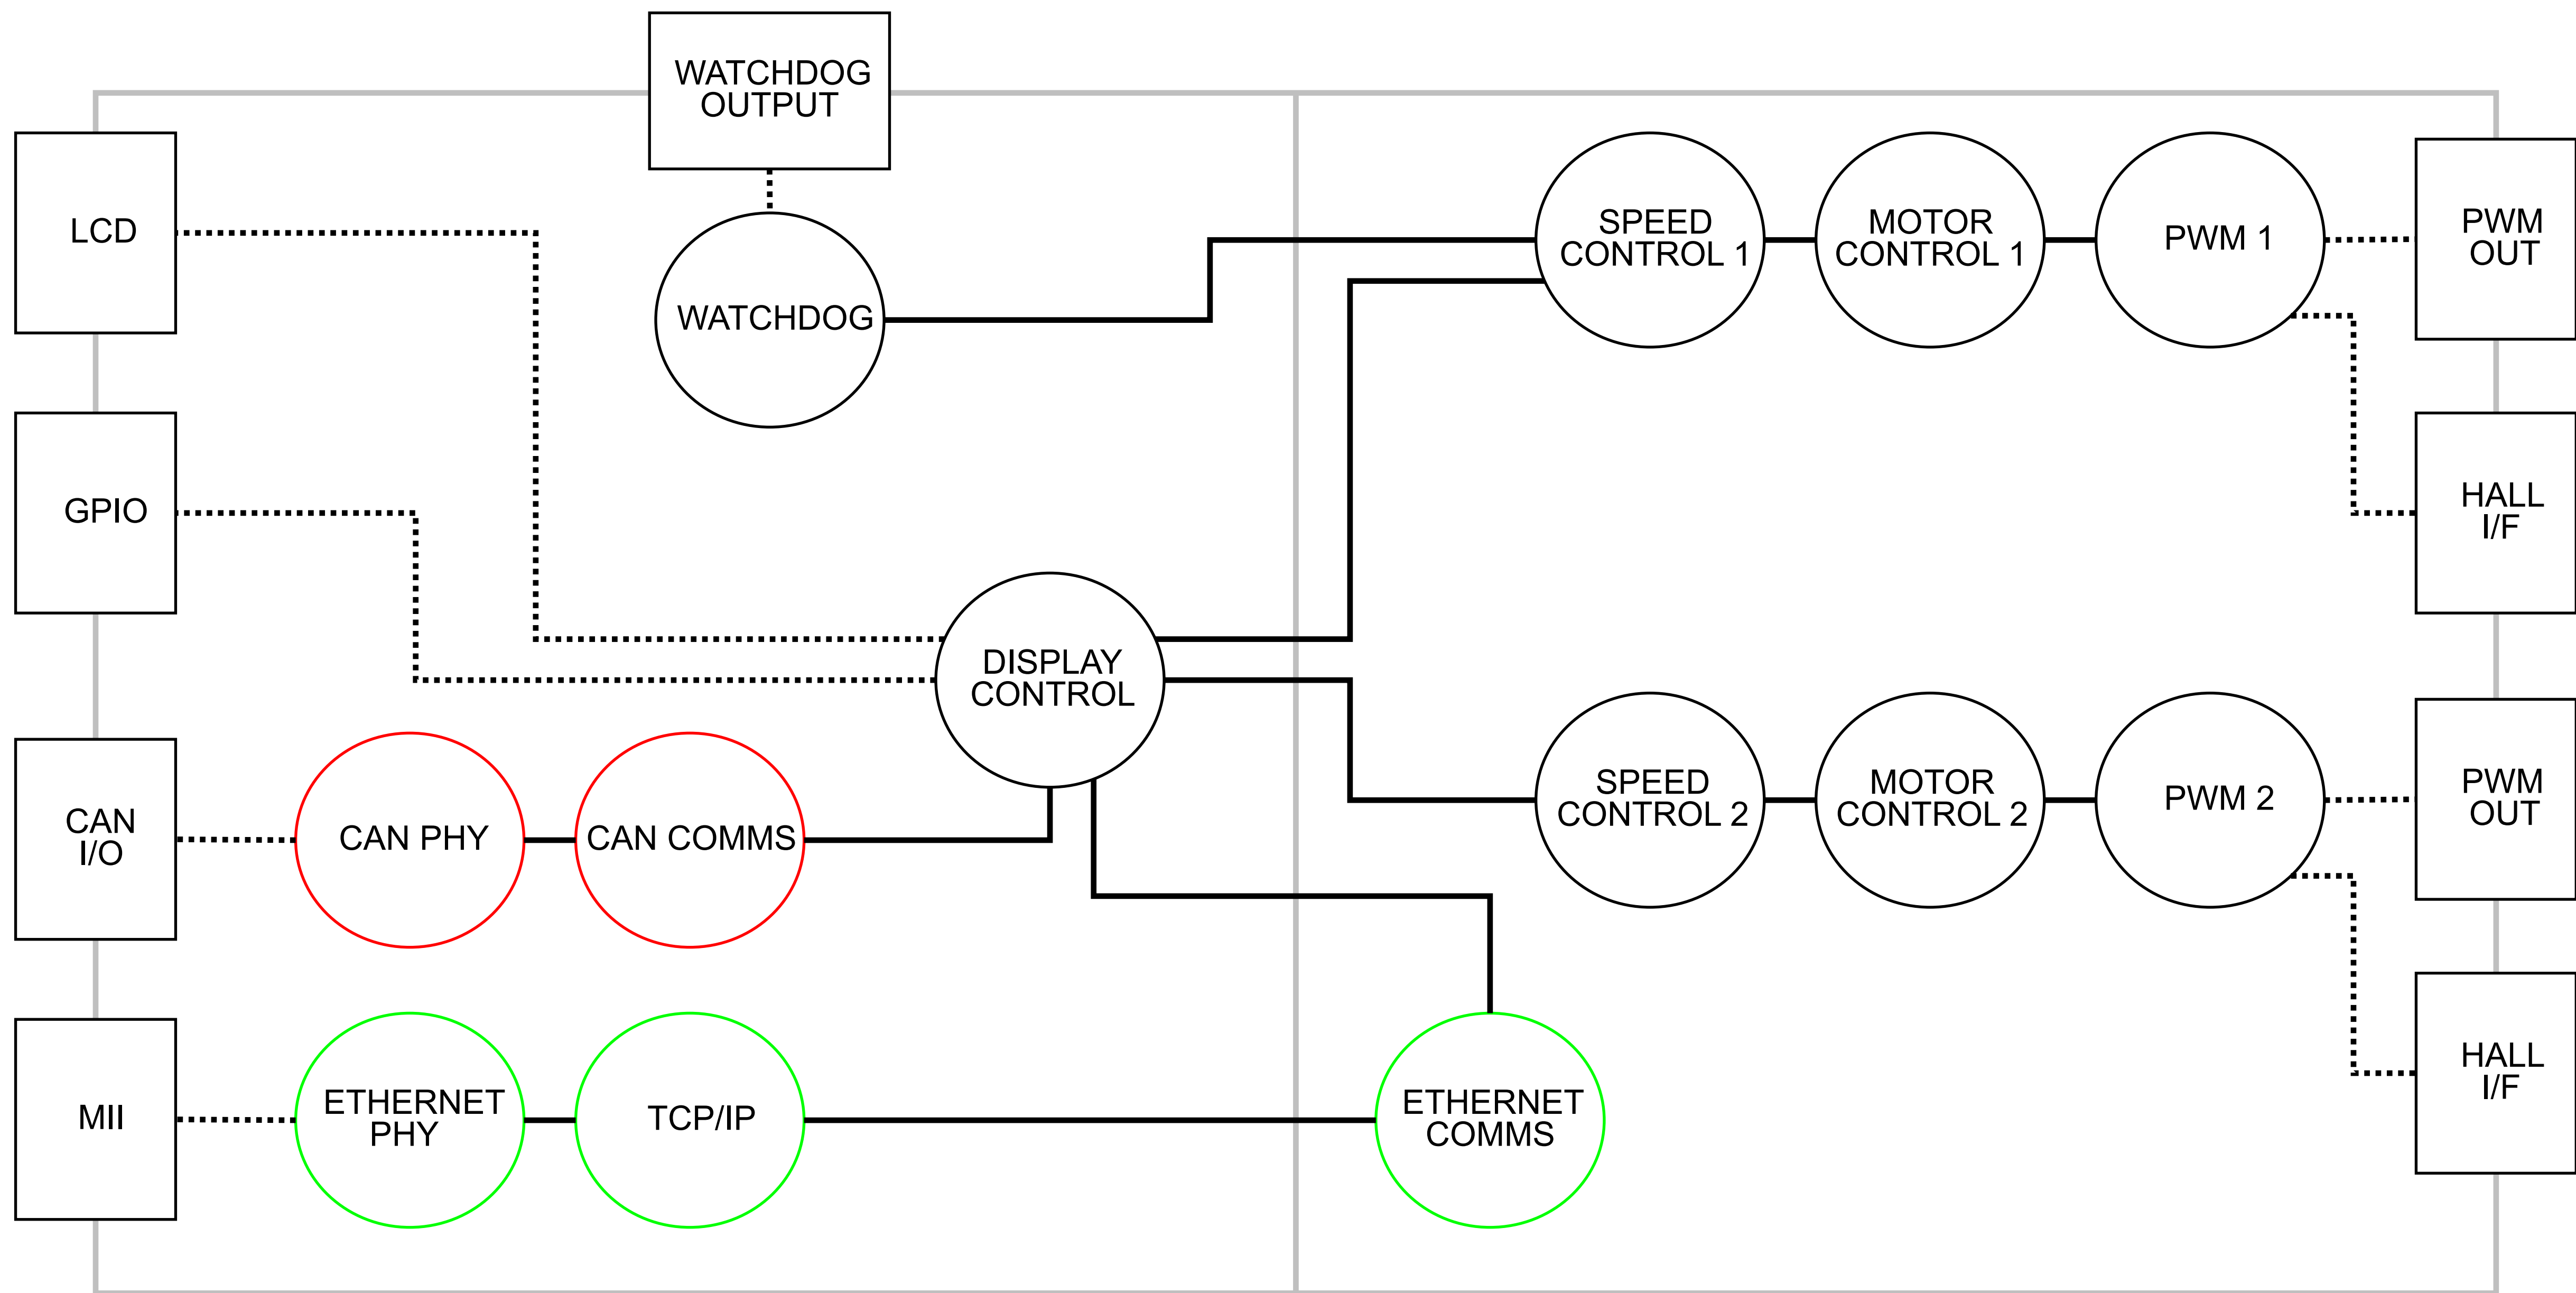 WATCHDOG
OUTPUT
LCD
WATCHDOG
SPEED
CONTROL 1
MOTOR
CONTROL 1
PWM 1
PWM
OUT
GPIO
HALL
I/F
DISPLAY
CONTROL
CAN
I/O
CAN PHY
CAN COMMS
SPEED
CONTROL 2
MOTOR
CONTROL 2
PWM 2
PWM
OUT
MII
ETHERNET
PHY
TCP/IP
ETHERNET
COMMS
HALL
I/F